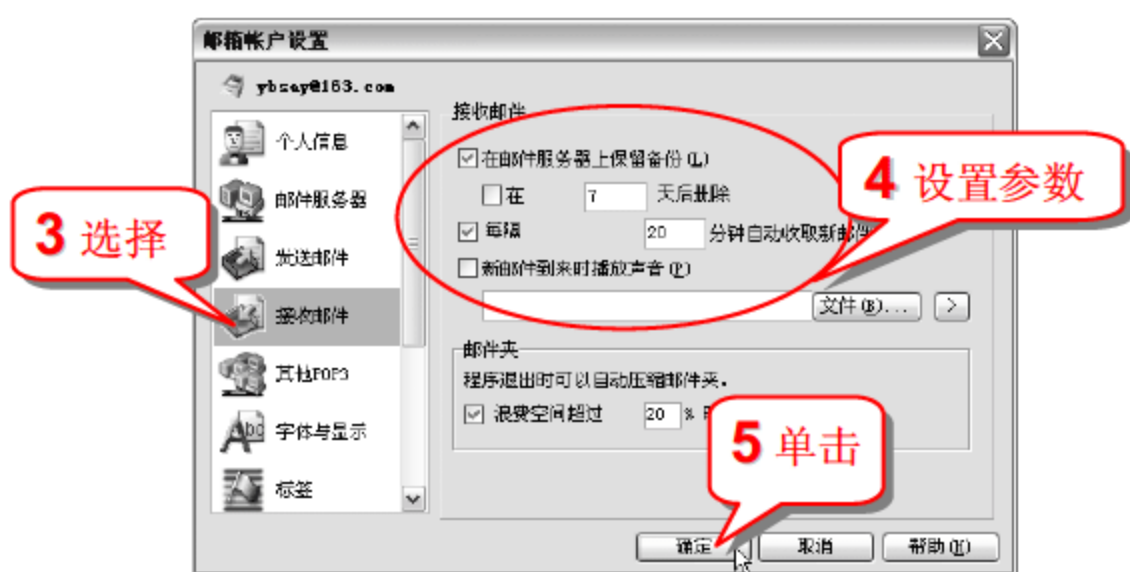 邮箱帐户设置
ybsay@163.com
接收邮件
个人信息
在邮件服务器上保留备份(L)
4 设置参数
邮件服务器
在 7 天后删除
3 选择
每隔 20 分钟自动收取新邮件
发送邮件
新邮件到来时播放声音(P)
接收邮件
文件(B)... >
邮件夹
其他POP3
程序退出时可以自动压缩邮件夹.
浪费空间超过 20 %
Abc
字体与显示
5 单击
标签
确定 取消 帮助(H)